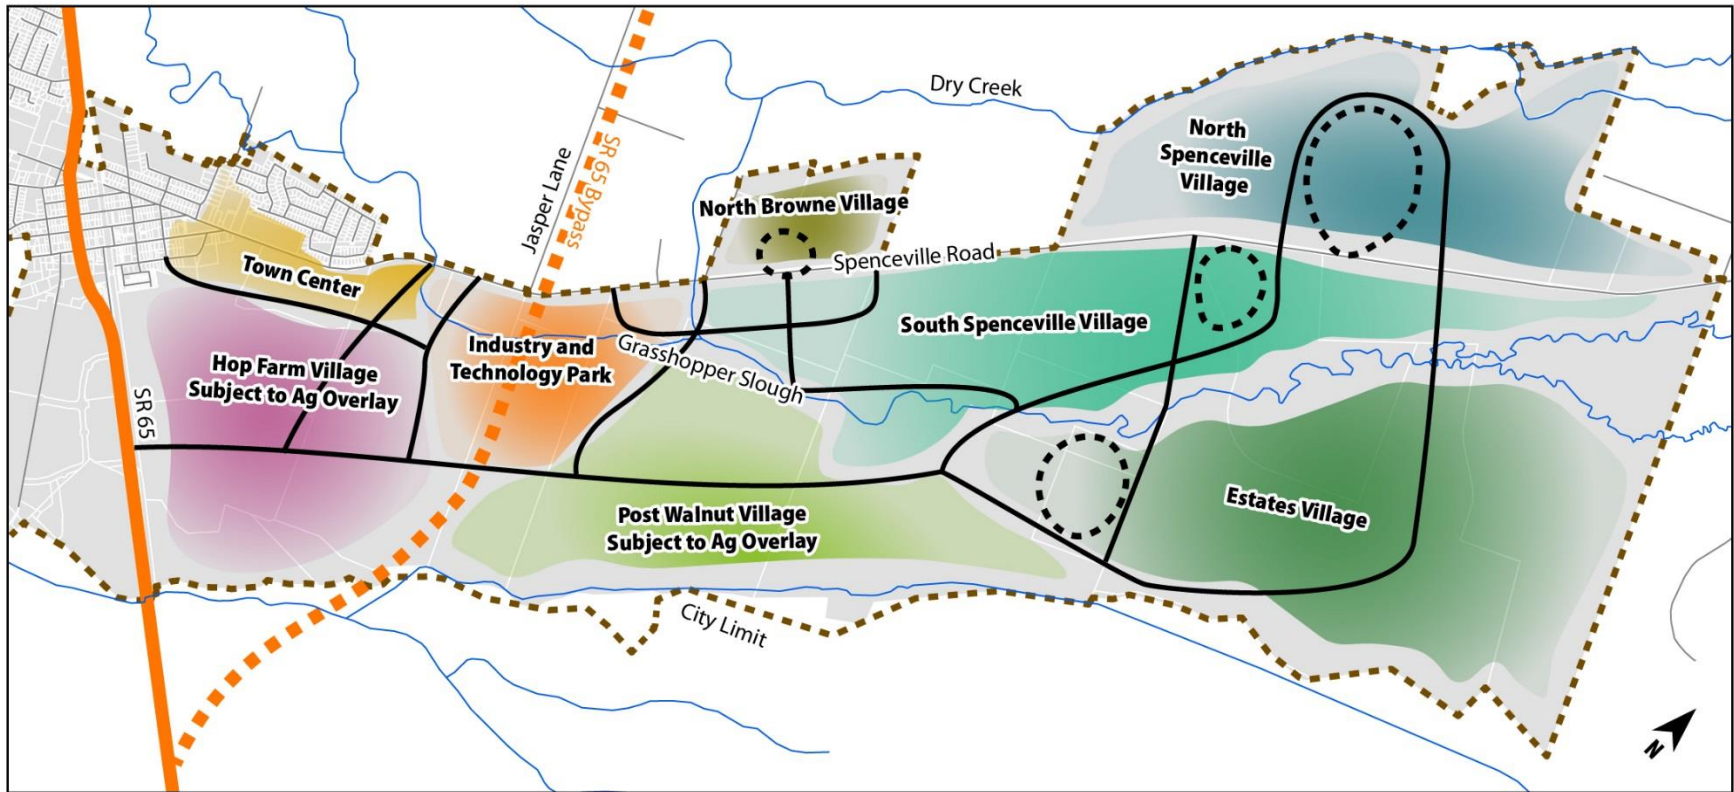 Dry Creek
North
Spenceville
Village
Jasper Lane
SR 65 Bypass
North Browne Village
Spenceville Road
Town Center
South Spenceville Village
Industry and
Technology Park
Grasshopper Slough
Hop Farm Village
Subject to Ag Overlay
SR 65
Estates Village
Post Walnut Village
Subject to Ag Overlay
City Limit
N